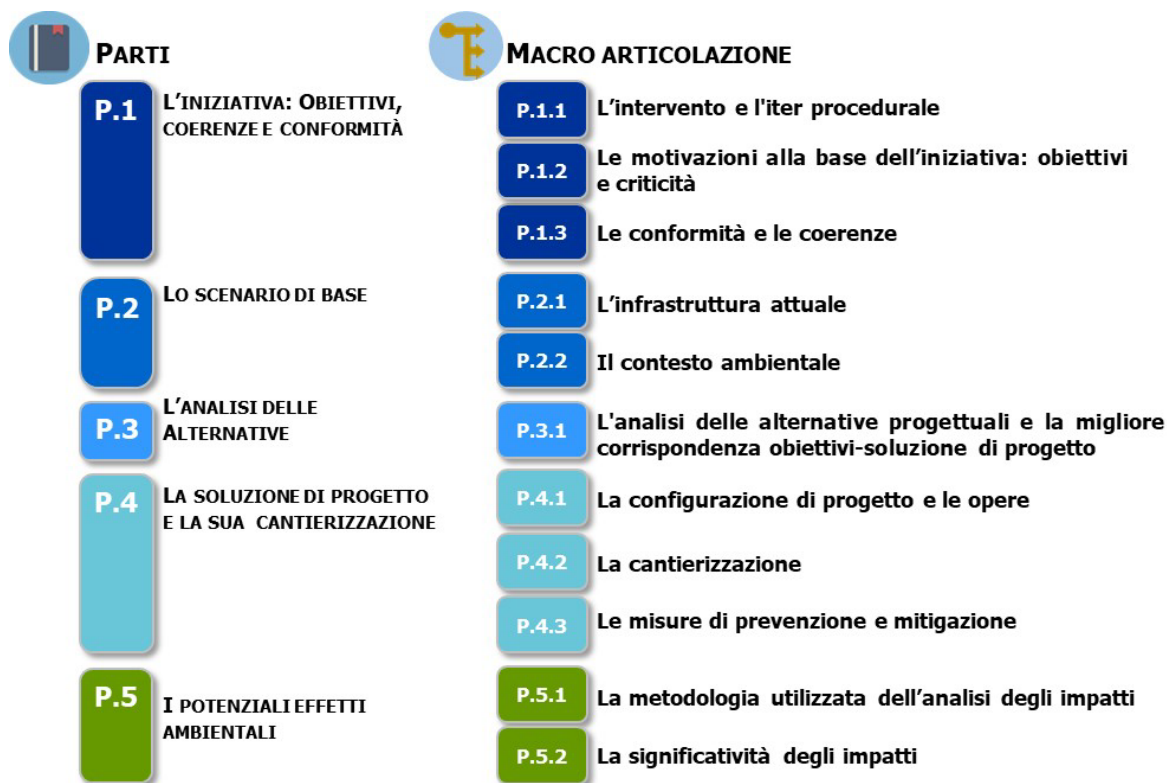 PARTI
MACRO ARTICOLAZIONE
P.1
L’INIZIATIVA: OBIETTIVI,
COERENZE E CONFORMITÀ
P.1.1
L’intervento e l'iter procedurale
P.1.2
Le motivazioni alla base dell’iniziativa: obiettivi
e criticità
P.1.3
Le conformità e le coerenze
P.2
LO SCENARIO DI BASE
P.2.1
L’infrastruttura attuale
P.2.2
Il contesto ambientale
P.3
L’ANALISI DELLE
ALTERNATIVE
P.3.1
L'analisi delle alternative progettuali e la migliore
corrispondenza obiettivi-soluzione di progetto
P.4
LA SOLUZIONE DI PROGETTO
E LA SUA CANTIERIZZAZIONE
P.4.1
La configurazione di progetto e le opere
P.4.2
La cantierizzazione
P.4.3
Le misure di prevenzione e mitigazione
P.5
I POTENZIALI EFFETTI
AMBIENTALI
P.5.1
La metodologia utilizzata dell’analisi degli impatti
P.5.2
La significatività degli impatti